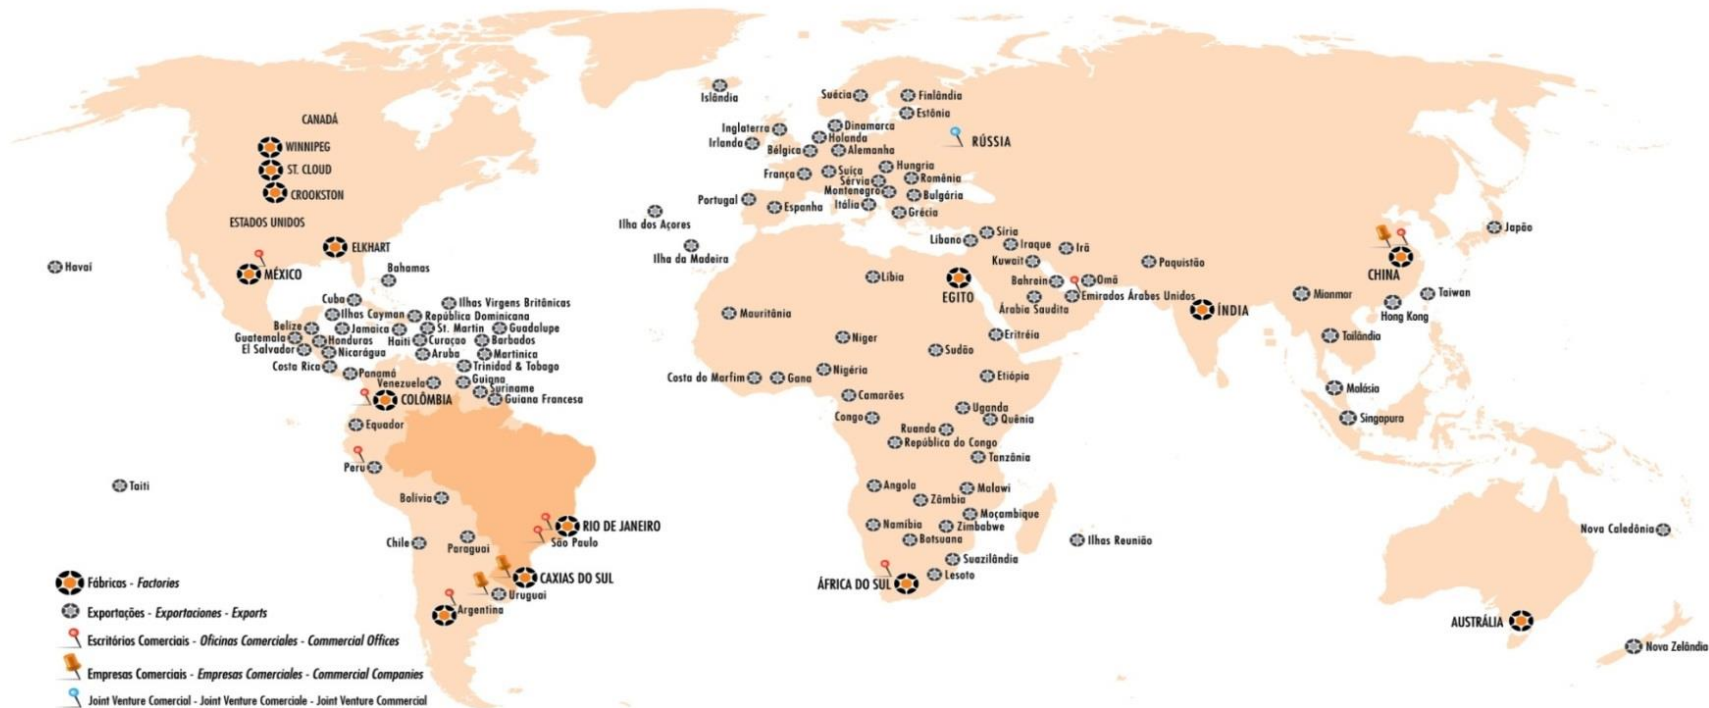 CANADÁ
WINNIPEG
ST. CLOUD
CROOKSTON
ESTADOS UNIDOS
ELKHART
MÉXICO
Havaí
Bahamas
Cuba
Ilhas Virgens Britânicas
Ilhas Cayman
República Dominicana
Belize
Jamaica
St. Martin
Guadalupe
Guatemala
Honduras
Haiti
Curaçao
Barbados
El Salvador
Nicarágua
Aruba
Martinica
Costa Rica
Panamá
Trinidad & Tobago
Venezuela
Guiana
Suriname
COLÔMBIA
Guiana Francesa
Equador
Peru
Taiti
Bolívia
RIO DE JANEIRO
São Paulo
Chile
Paraguai
CAXIAS DO SUL
Uruguai
Argentina
Islândia
Suécia
Finlândia
Estônia
Inglaterra
Dinamarca
Irlanda
Holanda
Bélgica
Alemanha
RÚSSIA
França
Suíça
Hungria
Sérvia
Romênia
Montenegro
Bulgária
Portugal
Espanha
Itália
Grécia
Ilha dos Açores
Ilha da Madeira
Líbano
Síria
Iraque
Irã
Kuwait
Paquistão
Líbia
EGITO
Bahrain
Omã
Emirados Árabes Unidos
Arábia Saudita
ÍNDIA
Mauritânia
Niger
Sudão
Eritréia
Costa do Marfim
Gana
Nigéria
Etiópia
Camarões
Congo
Uganda
Quênia
Ruanda
República do Congo
Tanzânia
Angola
Zâmbia
Malawi
Moçambique
Namíbia
Zimbabwe
Botsuana
Ilhas Reunião
Suazilândia
Lesoto
ÁFRICA DO SUL
CHINA
Japão
Mianmar
Taiwan
Hong Kong
Tailândia
Malásia
Singapura
Nova Caledônia
AUSTRÁLIA
Nova Zelândia
Fábricas - Factories
Exportações - Exportaciones - Exports
Escritórios Comerciais - Oficinas Comerciales - Commercial Offices
Empresas Comerciais - Empresas Comerciales - Commercial Companies
Joint Venture Comercial - Joint Venture Comerciale - Joint Venture Commercial